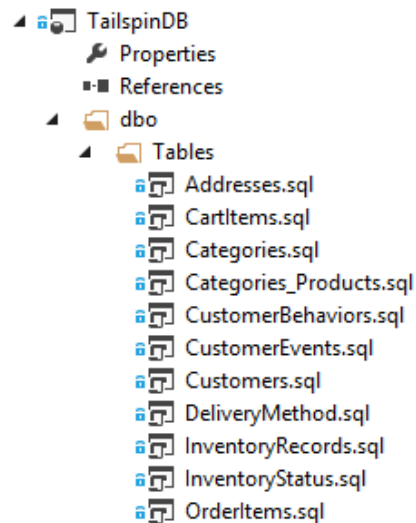 TailspinDB
Properties
References
dbo
Tables
Addresses.sql
CartItems.sql
Categories.sql
Categories_Products.sql
CustomerBehaviors.sql
CustomerEvents.sql
Customers.sql
DeliveryMethod.sql
InventoryRecords.sql
InventoryStatus.sql
OrderItems.sql